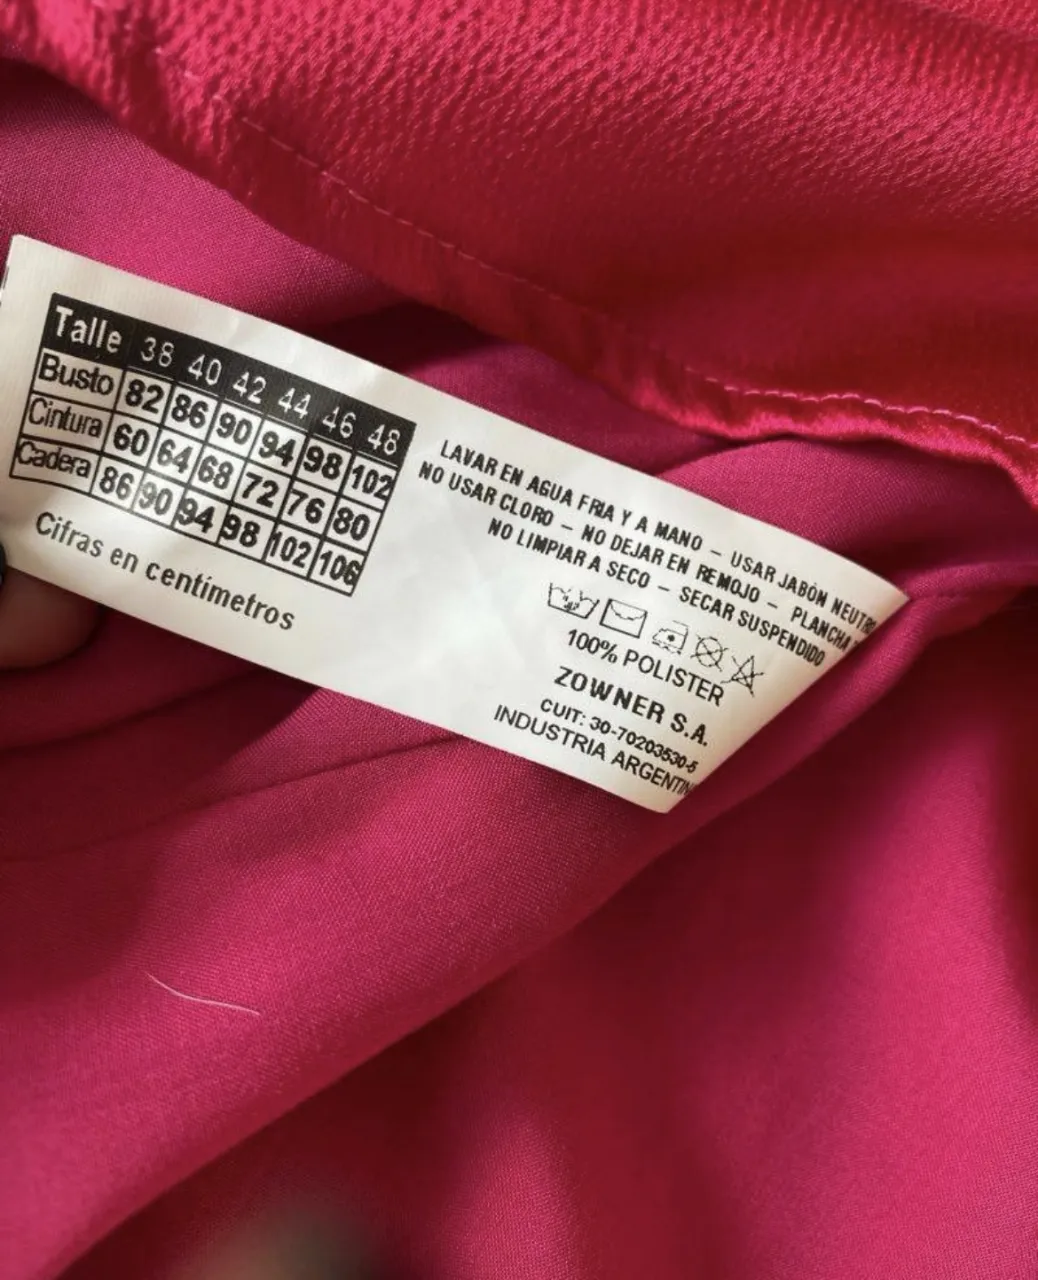 Talle 38 40 42 44 46 48
Busto 82 86 90 94 98 102
Cintura 60 64 68 72 76 80
Cadera 86 90 94 98 102 106
Cifras en centímetros
LAVAR EN AGUA FRIA Y A MANO – USAR JABÓN NEUTRO
NO USAR CLORO – NO DEJAR EN REMOJO – PLANCHA
NO LIMPIAR A SECO – SECAR SUSPENDIDO
100% POLISTER
ZOWNER S.A.
CUIT: 30-70203530-5
INDUSTRIA ARGENTIN